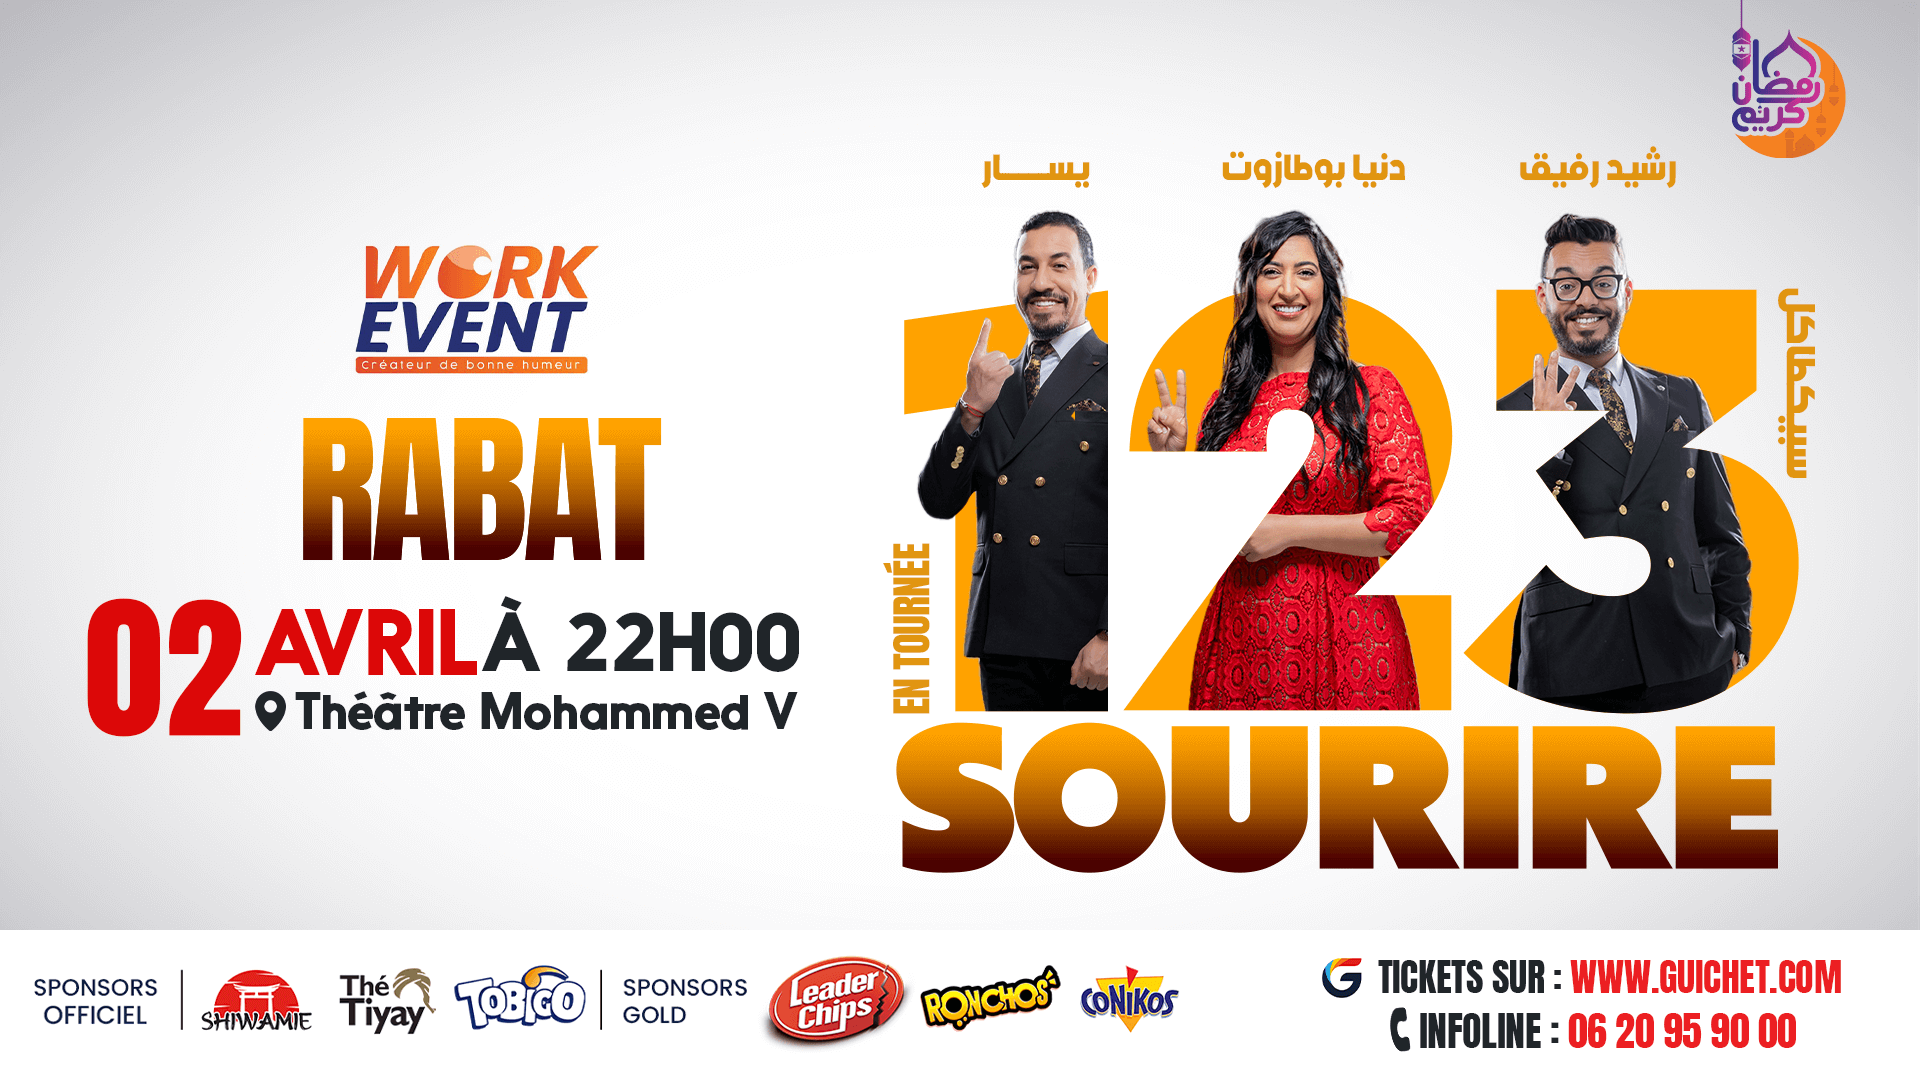 رمضان
كريم
يســـار
دنيا بوطازوت
رشيد رفيق
WORK
EVENT
Créateur de bonne humeur
RABAT
02 AVRIL À 22H00
Théâtre Mohammed V
EN TOURNÉE
123
سبيكطاكل
SOURIRE
SPONSORS
OFFICIEL
SHIWAMIE
Thé
Tiyay
TOBIGO
SPONSORS
GOLD
Leader
Chips
RONCHOS
CONIKOS
G TICKETS SUR : WWW.GUICHET.COM
INFOLINE : 06 20 95 90 00